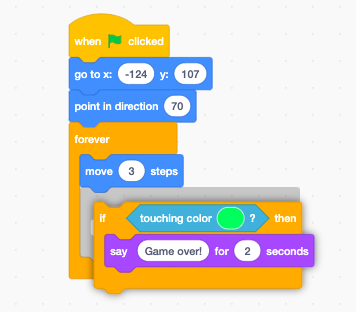 when clicked
go to x: -124 y: 107
point in direction 70
forever
move 3 steps
if touching color ? then
say Game over! for 2 seconds